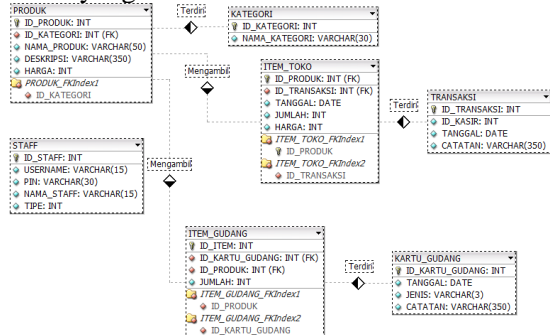 PRODUK
ID_PRODUK: INT
ID_KATEGORI: INT (FK)
NAMA_PRODUK: VARCHAR(50)
DESKRIPSI: VARCHAR(350)
HARGA: INT
PRODUK_FKIndex1
ID_KATEGORI
Terdiri
KATEGORI
ID_KATEGORI: INT
NAMA_KATEGORI: VARCHAR(30)
Mengambil
ITEM_TOKO
ID_PRODUK: INT (FK)
ID_TRANSAKSI: INT (FK)
TANGGAL: DATE
JUMLAH: INT
HARGA: INT
ITEM_TOKO_FKIndex1
ID_PRODUK
ITEM_TOKO_FKIndex2
ID_TRANSAKSI
Terdiri
TRANSAKSI
ID_TRANSAKSI: INT
ID_KASIR: INT
TANGGAL: DATE
CATATAN: VARCHAR(350)
STAFF
ID_STAFF: INT
USERNAME: VARCHAR(15)
PIN: VARCHAR(30)
NAMA_STAFF: VARCHAR(15)
TIPE: INT
Mengambil
ITEM_GUDANG
ID_ITEM: INT
ID_KARTU_GUDANG: INT (FK)
ID_PRODUK: INT (FK)
JUMLAH: INT
ITEM_GUDANG_FKIndex1
ID_PRODUK
ITEM_GUDANG_FKIndex2
ID_KARTU_GUDANG
Terdiri
KARTU_GUDANG
ID_KARTU_GUDANG: INT
TANGGAL: DATE
JENIS: VARCHAR(3)
CATATAN: VARCHAR(350)